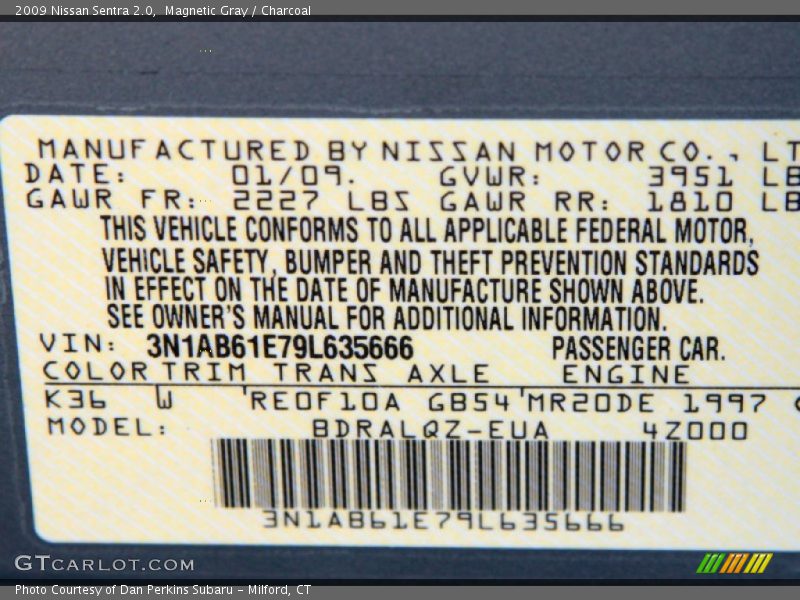 2009 Nissan Sentra 2.0,  Magnetic Gray / Charcoal
MANUFACTURED BY NISSAN MOTOR CO., LT
DATE: 01/09. GVWR: 3951 LB
GAWR FR: 2227 LBS GAWR RR: 1810 LB
THIS VEHICLE CONFORMS TO ALL APPLICABLE FEDERAL MOTOR,
VEHICLE SAFETY, BUMPER AND THEFT PREVENTION STANDARDS
IN EFFECT ON THE DATE OF MANUFACTURE SHOWN ABOVE.
SEE OWNER'S MANUAL FOR ADDITIONAL INFORMATION.
VIN: 3N1AB61E79L635666 PASSENGER CAR.
COLOR TRIM TRANS AXLE ENGINE
K36 W RE0F10A GB54 MR20DE 1997
MODEL: BDRALQZ-EUA 4Z000
3N1AB61E79L635666
GTCARLOT.COM
Photo Courtesy of Dan Perkins Subaru - Milford, CT